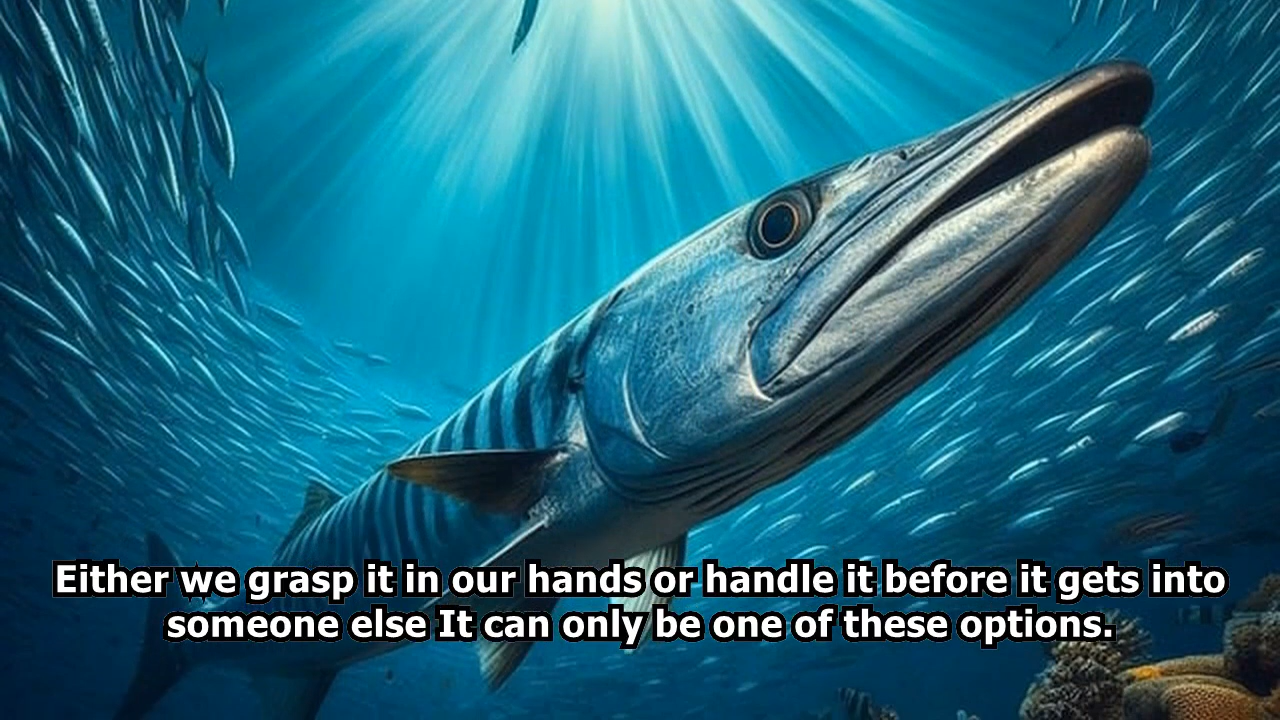 Either we grasp it in our hands or handle it before it gets into
someone else It can only be one of these options.